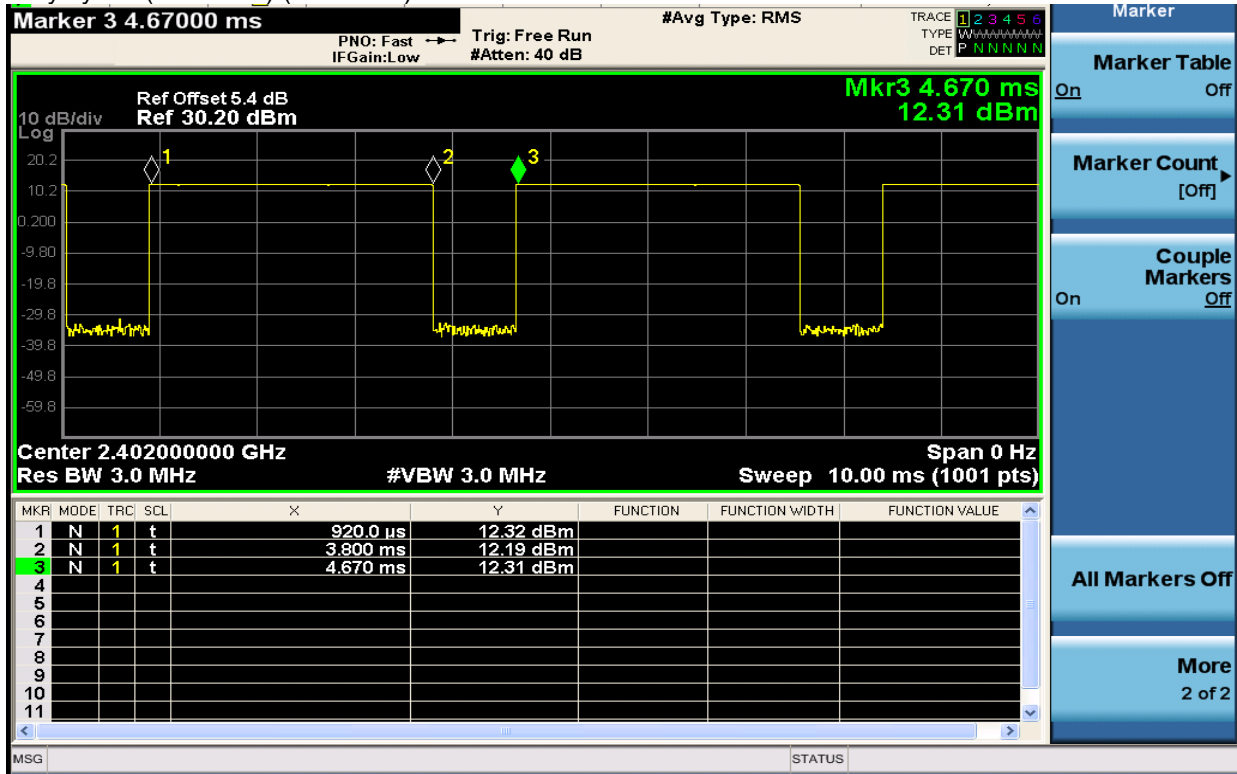 Marker 3 4.67000 ms
PNO: Fast
IFGain:Low
Trig: Free Run
#Atten: 40 dB
#Avg Type: RMS
TRACE 1 2 3 4 5 6
TYPE
DET P N N N N N
Marker
Marker Table
On Off
Marker Count
[Off]
Couple
Markers
On Off
All Markers Off
More
2 of 2
Mkr3 4.670 ms
12.31 dBm
Ref Offset 5.4 dB
10 dB/div Ref 30.20 dBm
Log
20.2
10.2
0.200
-9.80
-19.8
-29.8
-39.8
-49.8
-59.8
1
2
3
Center 2.402000000 GHz Span 0 Hz
Res BW 3.0 MHz #VBW 3.0 MHz Sweep 10.00 ms (1001 pts)
MKR MODE TRC SCL X Y FUNCTION FUNCTION WIDTH FUNCTION VALUE
1 N 1 t 920.0 µs 12.32 dBm
2 N 1 t 3.800 ms 12.19 dBm
3 N 1 t 4.670 ms 12.31 dBm
4
5
6
7
8
9
10
11
MSG STATUS